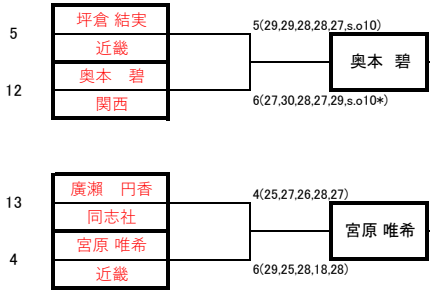 5
坪倉 結実
近畿
5(29,29,28,28,27,s.o10)
奥本 碧
12
奥本 碧
関西
6(27,30,28,27,29,s.o10*)
13
廣瀬 円香
同志社
4(25,27,26,28,27)
宮原 唯希
4
宮原 唯希
近畿
6(29,25,28,18,28)